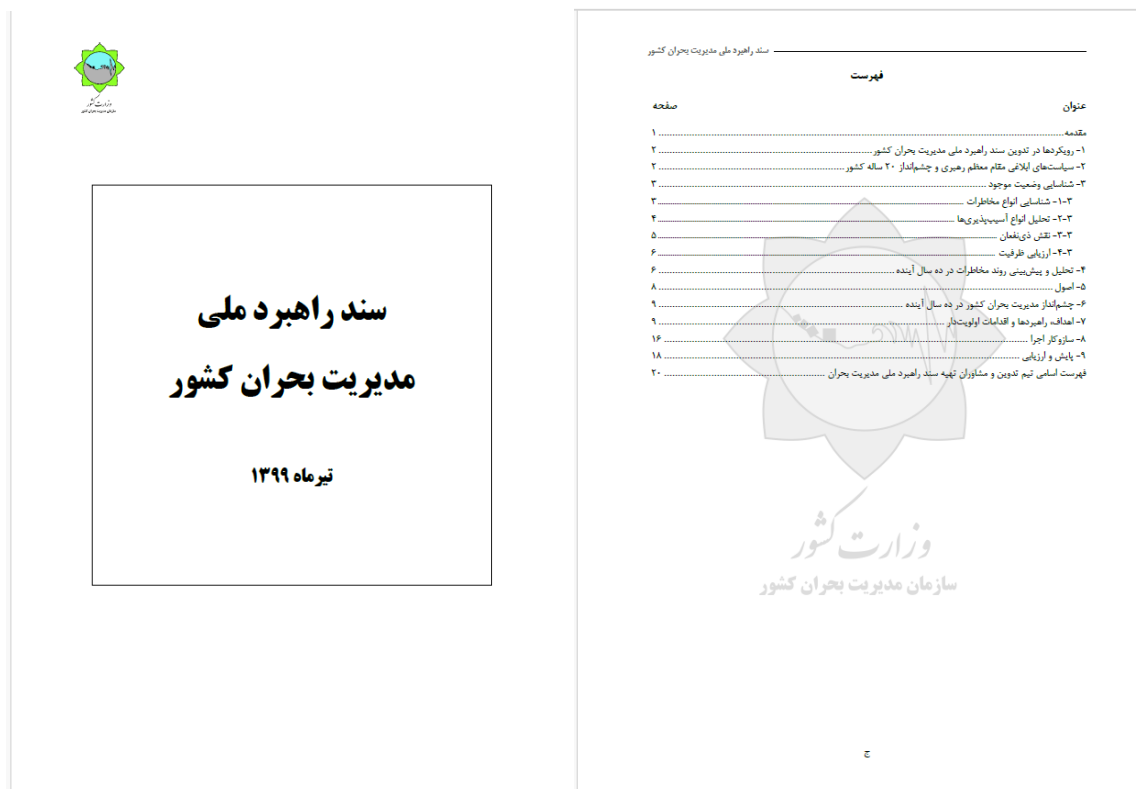 وزارت کشور
سازمان مدیریت بحران کشور
سند راهبرد ملی
مدیریت بحران کشور
تیرماه ۱۳۹۹
سند راهبرد ملی مدیریت بحران کشور
فهرست
عنوان صفحه
مقدمه ۱
۱- رویکردها در تدوین سند راهبرد ملی مدیریت بحران کشور ۲
۲- سیاست‌های ابلاغی مقام معظم رهبری و چشم‌انداز ۲۰ ساله کشور ۲
۳- شناسایی وضعیت موجود ۳
۳-۱- شناسایی انواع مخاطرات ۳
۳-۲- تحلیل انواع آسیب‌پذیری‌ها ۴
۳-۳- نقش ذی‌نفعان ۵
۳-۴- ارزیابی ظرفیت ۶
۴- تحلیل و پیش‌بینی روند مخاطرات در ده سال آینده ۶
۵- اصول ۸
۶- چشم‌انداز مدیریت بحران کشور در ده سال آینده ۹
۷- اهداف، راهبردها و اقدامات اولویت‌دار ۹
۸- سازوکار اجرا ۱۶
۹- پایش و ارزیابی ۱۸
فهرست اسامی تیم تدوین و مشاوران تهیه سند راهبرد ملی مدیریت بحران ۲۰
وزارت کشور
سازمان مدیریت بحران کشور
ج